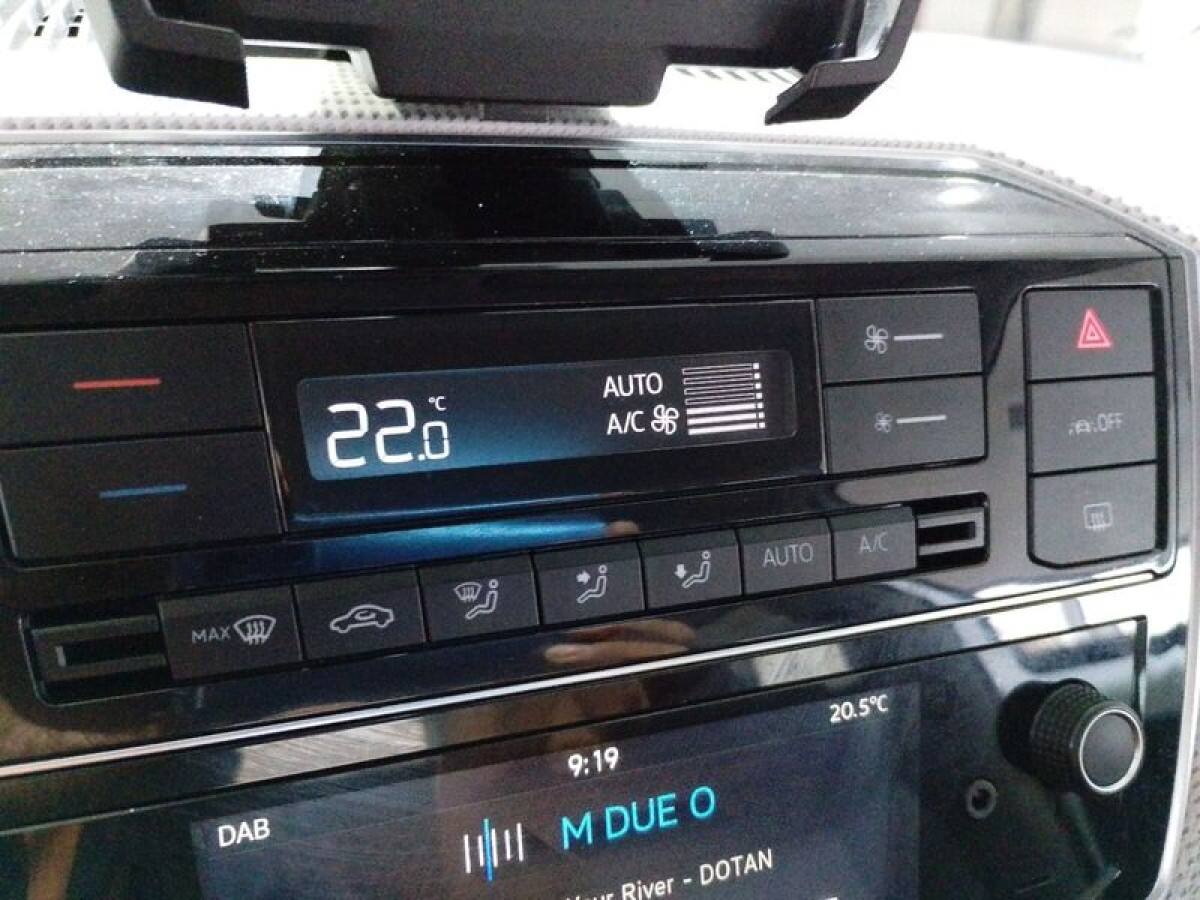 22.0 °C
AUTO
A/C
OFF
MAX
AUTO
A/C
20.5°C
9:19
DAB
M DUE O
River - DOTAN